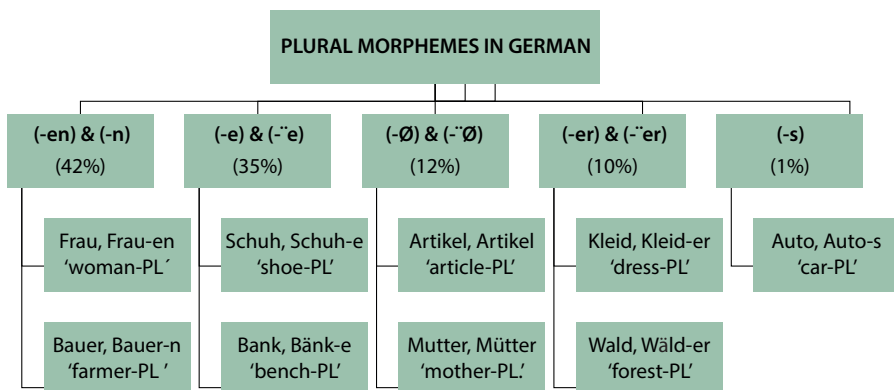 PLURAL MORPHEMES IN GERMAN
(-en) & (-n)
(42%)
(-e) & (-¨e)
(35%)
(-Ø) & (-¨Ø)
(12%)
(-er) & (-¨er)
(10%)
(-s)
(1%)
Frau, Frau-en
‘woman-PL´
Schuh, Schuh-e
‘shoe-PL’
Artikel, Artikel
‘article-PL’
Kleid, Kleid-er
‘dress-PL’
Auto, Auto-s
‘car-PL’
Bauer, Bauer-n
‘farmer-PL ’
Bank, Bänk-e
‘bench-PL’
Mutter, Mütter
‘mother-PL.’
Wald, Wäld-er
‘forest-PL’